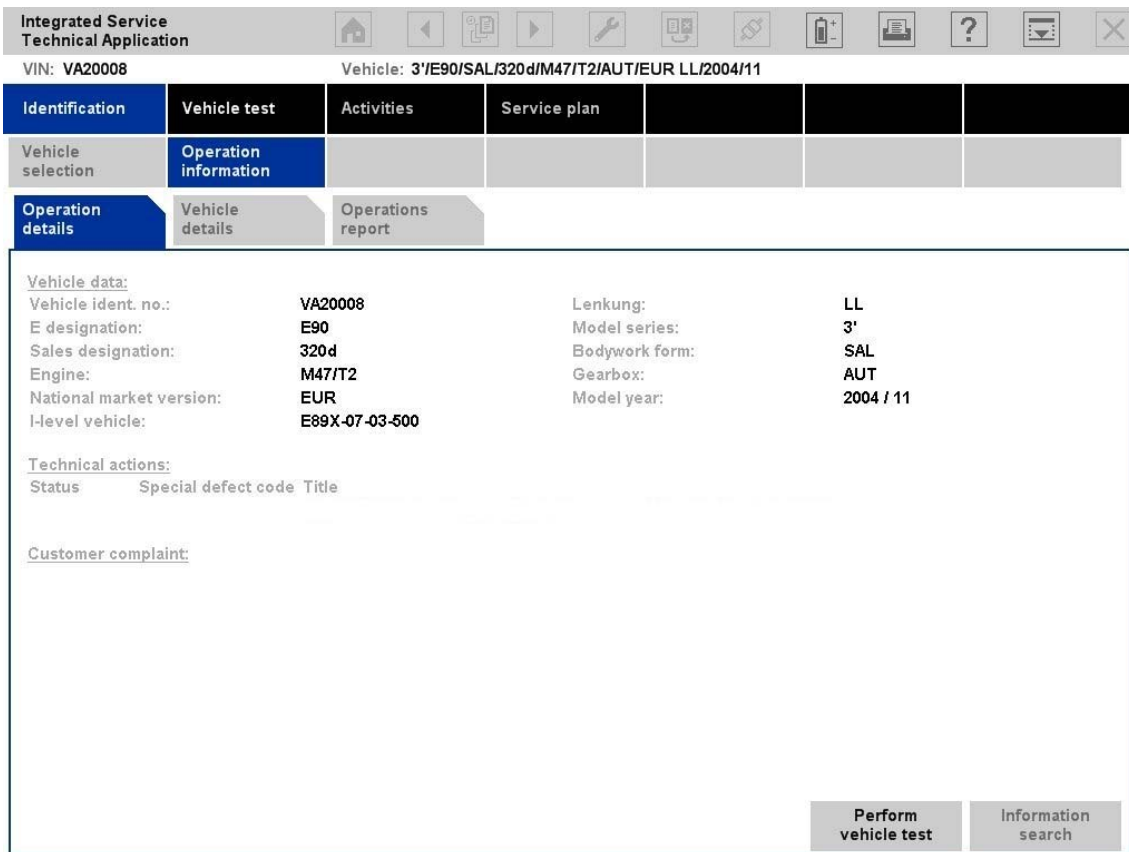 Integrated Service
Technical Application
VIN: VA20008 Vehicle: 3'/E90/SAL/320d/M47/T2/AUT/EUR LL/2004/11
Identification Vehicle test Activities Service plan
Vehicle selection Operation information
Operation details Vehicle details Operations report
Vehicle data:
Vehicle ident. no.: VA20008 Lenkung: LL
E designation: E90 Model series: 3'
Sales designation: 320d Bodywork form: SAL
Engine: M47/T2 Gearbox: AUT
National market version: EUR Model year: 2004 / 11
I-level vehicle: E89X-07-03-500
Technical actions:
Status Special defect code Title
Customer complaint:
Perform vehicle test Information search